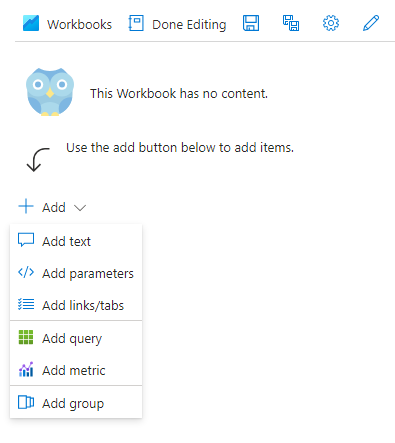 Workbooks Done Editing
This Workbook has no content.
Use the add button below to add items.
Add
Add text
Add parameters
Add links/tabs
Add query
Add metric
Add group